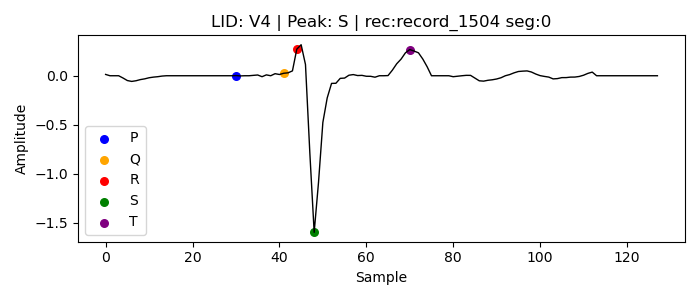 LID: V4 | Peak: S | rec:record_1504 seg:0
Amplitude
0.0
−0.5
−1.0
−1.5
P
Q
R
S
T
0 20 40 60 80 100 120
Sample